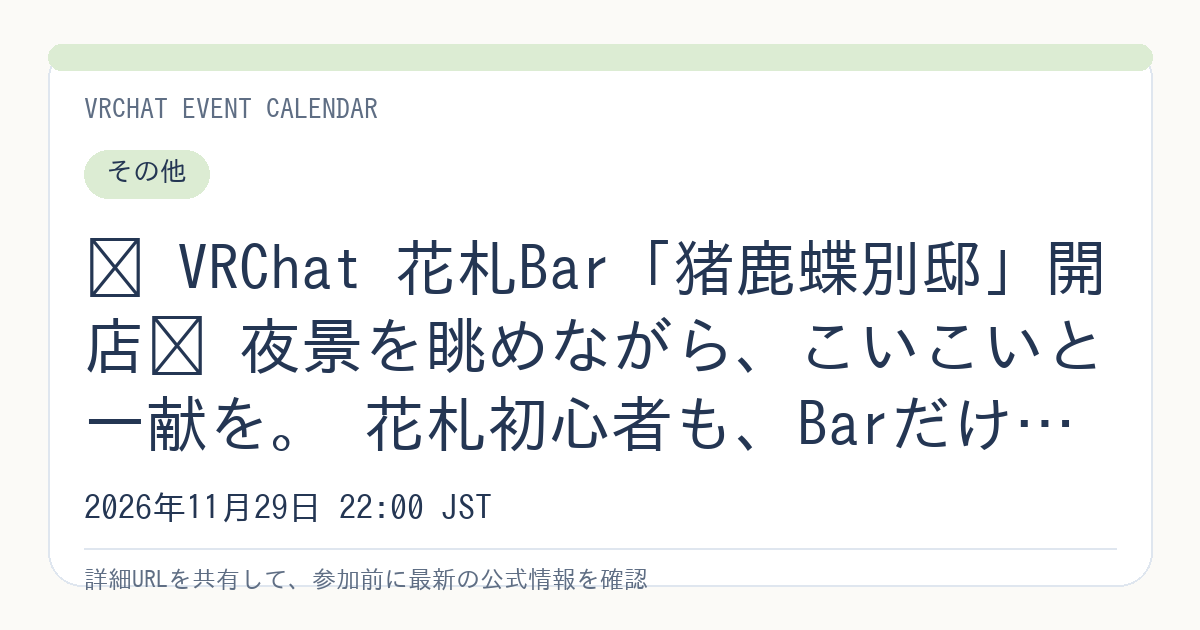 VRCHAT EVENT CALENDAR
その他
VRChat 花札Bar「猪鹿蝶別邸」開
店 夜景を眺めながら、こいこいと
一献を。 花札初心者も、Barだけ…
2026年11月29日 22:00 JST
詳細URLを共有して、参加前に最新の公式情報を確認